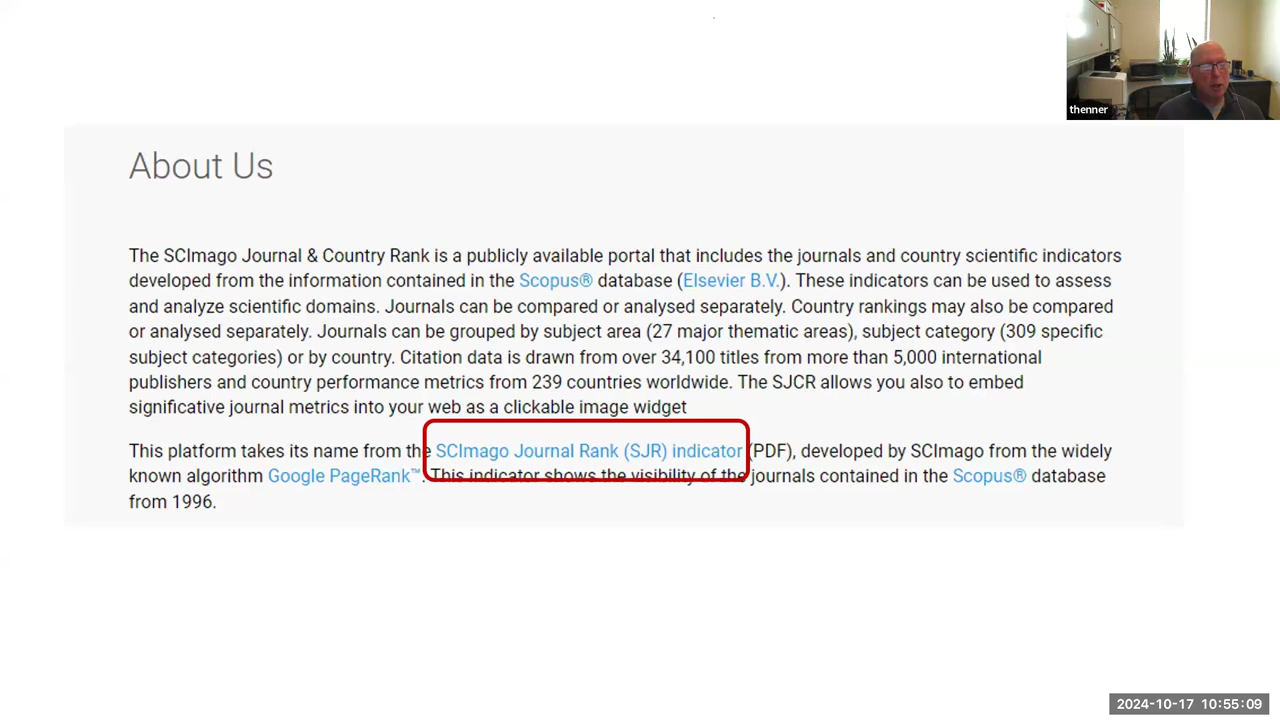 thenner
About Us
The SCImago Journal & Country Rank is a publicly available portal that includes the journals and country scientific indicators
developed from the information contained in the Scopus® database (Elsevier B.V.). These indicators can be used to assess
and analyze scientific domains. Journals can be compared or analysed separately. Country rankings may also be compared
or analysed separately. Journals can be grouped by subject area (27 major thematic areas), subject category (309 specific
subject categories) or by country. Citation data is drawn from over 34,100 titles from more than 5,000 international
publishers and country performance metrics from 239 countries worldwide. The SJCR allows you also to embed
significative journal metrics into your web as a clickable image widget
This platform takes its name from the SCImago Journal Rank (SJR) indicator (PDF), developed by SCImago from the widely
known algorithm Google PageRank™. This indicator shows the visibility of the journals contained in the Scopus® database
from 1996.
2024-10-17 10:55:09